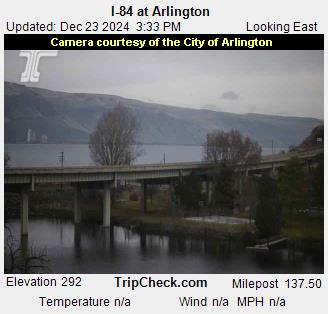 I-84 at Arlington
Updated: Dec 23 2024 3:33 PM Looking East
Camera courtesy of the City of Arlington
Elevation 292 TripCheck.com Milepost 137.50
Temperature n/a Wind n/a MPH n/a